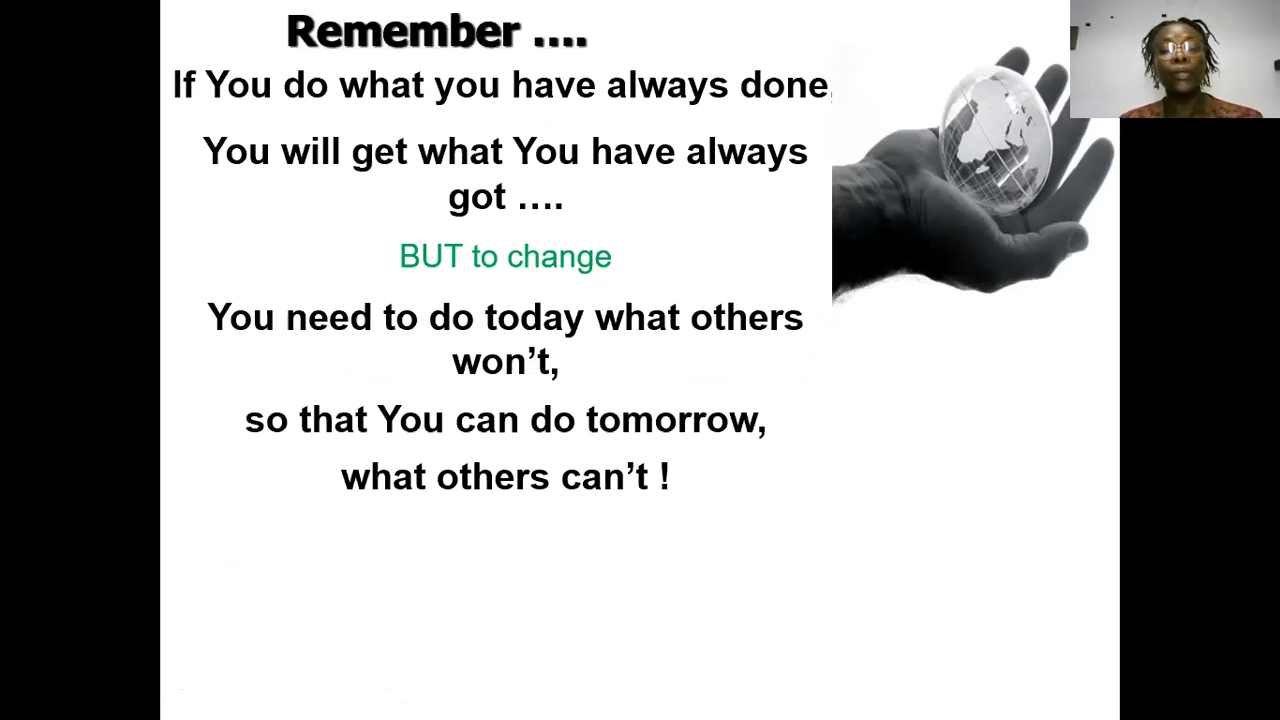 Remember ....
If You do what you have always done,
You will get what You have always
got ....
BUT to change
You need to do today what others
won’t,
so that You can do tomorrow,
what others can’t !